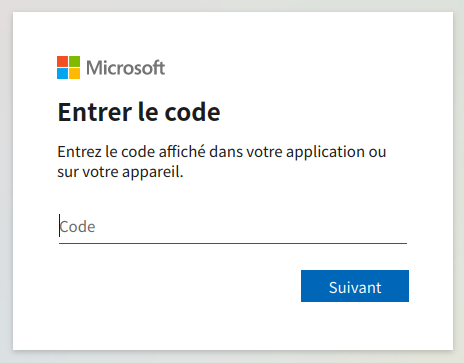 Microsoft
Entrer le code
Entrez le code affiché dans votre application ou
sur votre appareil.
Code
Suivant